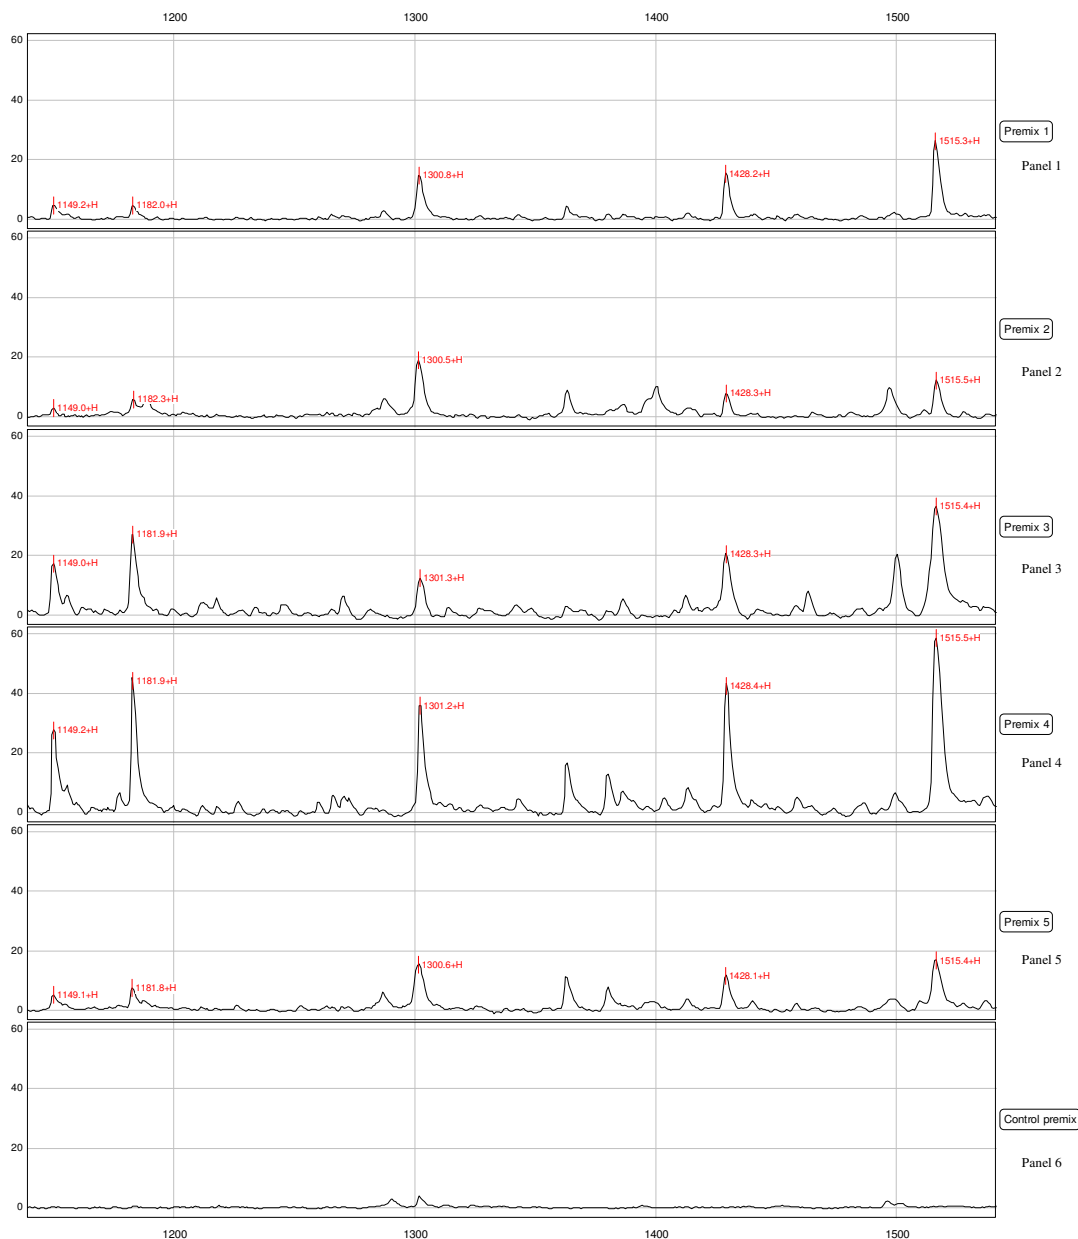 1200 1300 1400 1500
60
40
20
0
1149.2+H 1182.0+H 1300.8+H 1428.2+H 1515.3+H
Premix 1
Panel 1
60
40
20
0
1149.0+H 1182.3+H 1300.5+H 1428.3+H 1515.5+H
Premix 2
Panel 2
60
40
20
0
1149.0+H 1181.9+H 1301.3+H 1428.3+H 1515.4+H
Premix 3
Panel 3
60
40
20
0
1149.2+H 1181.9+H 1301.2+H 1428.4+H 1515.5+H
Premix 4
Panel 4
60
40
20
0
1149.1+H 1181.8+H 1300.6+H 1428.1+H 1515.4+H
Premix 5
Panel 5
60
40
20
0
Control premix
Panel 6
1200 1300 1400 1500